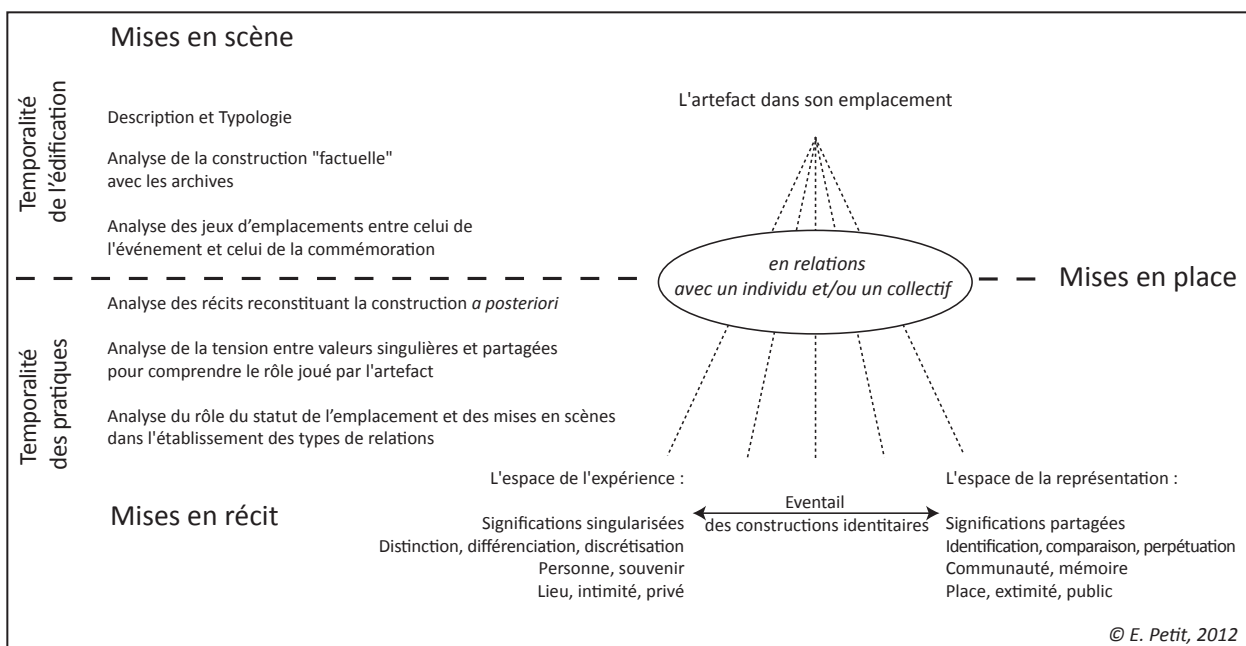 Mises en scène
Temporalité
de l'édification
Description et Typologie
Analyse de la construction "factuelle"
avec les archives
Analyse des jeux d'emplacements entre celui de
l'événement et celui de la commémoration
L'artefact dans son emplacement
en relations
avec un individu et/ou un collectif
Mises en place
Temporalité
des pratiques
Analyse des récits reconstituant la construction a posteriori
Analyse de la tension entre valeurs singulières et partagées
pour comprendre le rôle joué par l'artefact
Analyse du rôle du statut de l'emplacement et des mises en scènes
dans l'établissement des types de relations
Mises en récit
L'espace de l'expérience :
Significations singularisées
Distinction, différenciation, discrétisation
Personne, souvenir
Lieu, intimité, privé
Eventail
des constructions identitaires
L'espace de la représentation :
Significations partagées
Identification, comparaison, perpétuation
Communauté, mémoire
Place, extimité, public
© E. Petit, 2012